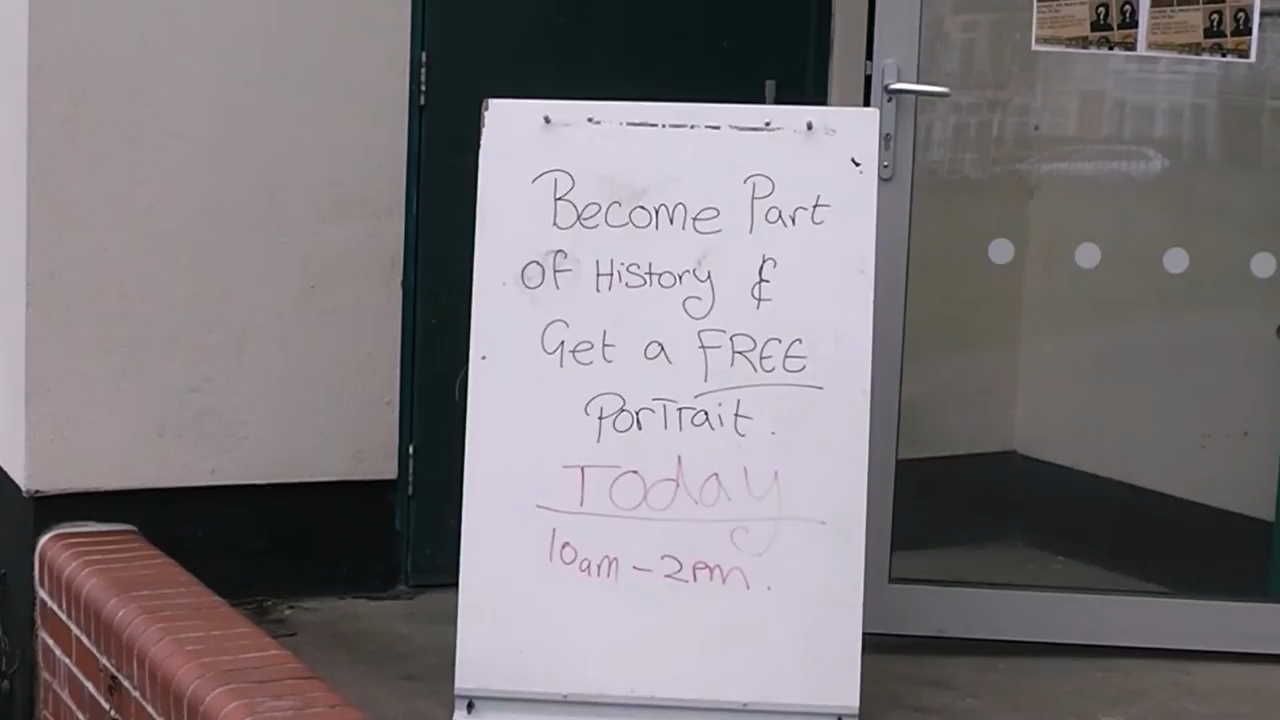 Become Part
of History &
Get a FREE
Portrait.
Today
10am - 2pm.